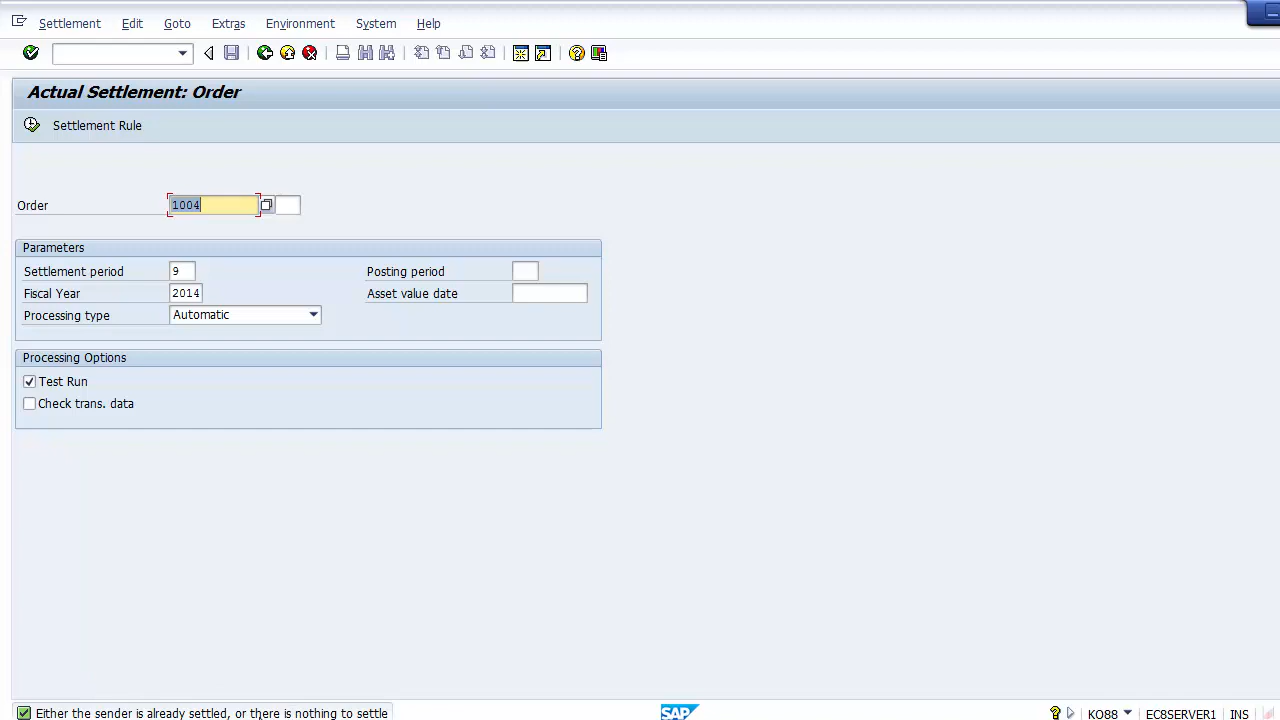 Settlement Edit Goto Extras Environment System Help
Actual Settlement: Order
Settlement Rule
Order 1004
Parameters
Settlement period 9 Posting period
Fiscal Year 2014 Asset value date
Processing type Automatic
Processing Options
Test Run
Check trans. data
Either the sender is already settled, or there is nothing to settle SAP K088 EC8SERVER1 INS